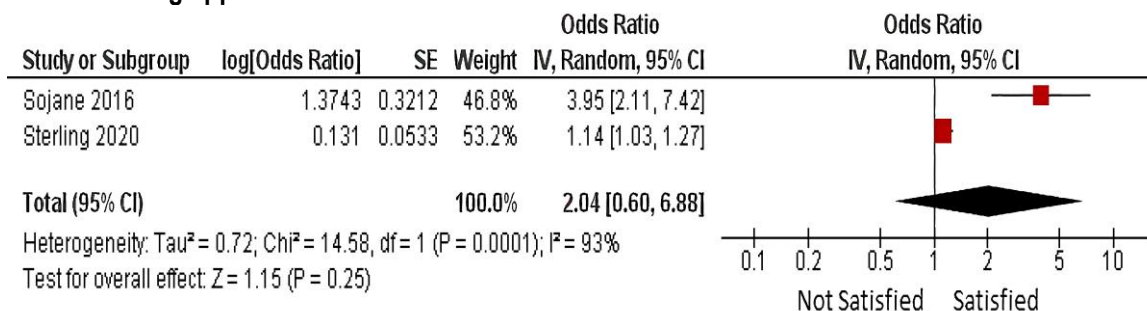 Odds Ratio Odds Ratio
Study or Subgroup log[Odds Ratio] SE Weight IV, Random, 95% CI IV, Random, 95% CI
Sojane 2016 1.3743 0.3212 46.8% 3.95 [2.11, 7.42]
Sterling 2020 0.131 0.0533 53.2% 1.14 [1.03, 1.27]
Total (95% CI) 100.0% 2.04 [0.60, 6.88]
Heterogeneity: Tau² = 0.72; Chi² = 14.58, df = 1 (P = 0.0001); I² = 93%
Test for overall effect: Z = 1.15 (P = 0.25)
0.1 0.2 0.5 1 2 5 10
Not Satisfied Satisfied